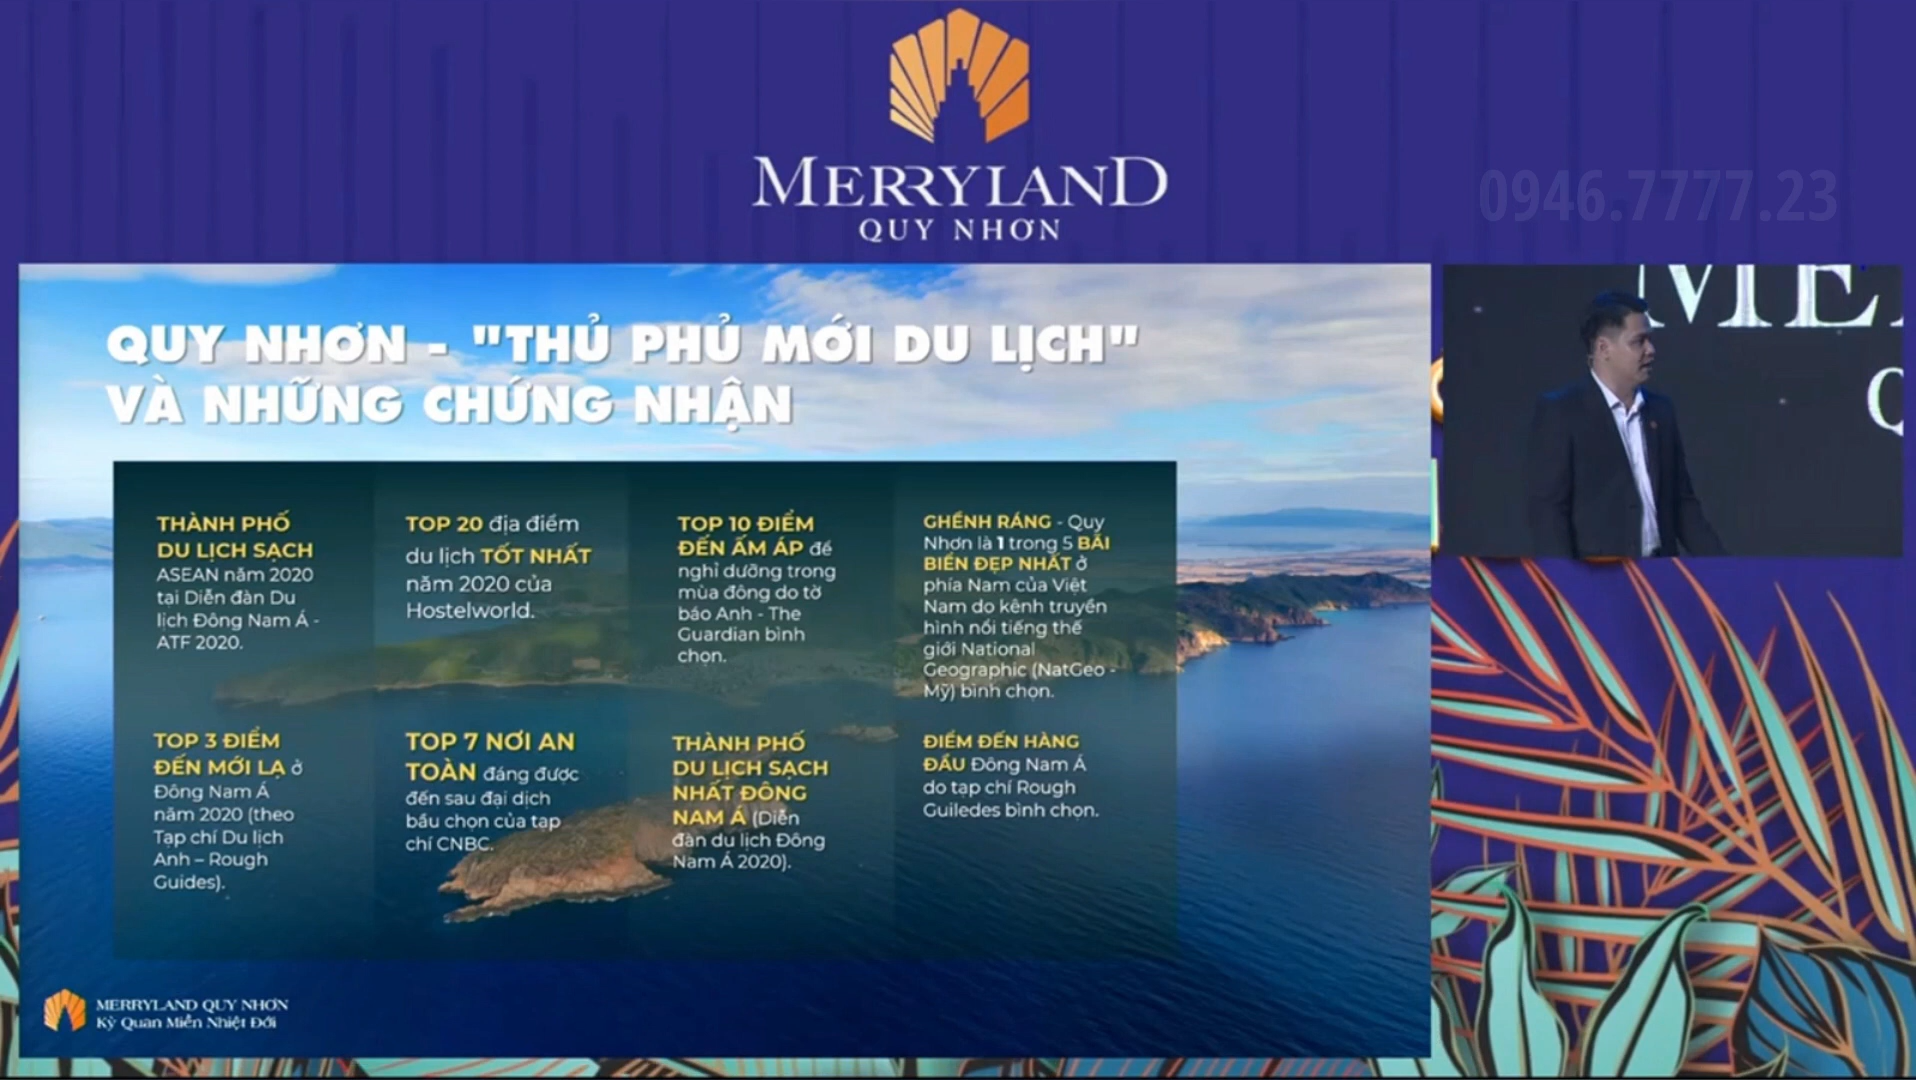 MERRYLAND
QUY NHƠN
0946.7777.23
QUY NHƠN - "THỦ PHỦ MỚI DU LỊCH"
VÀ NHỮNG CHỨNG NHẬN
THÀNH PHỐ
DU LỊCH SẠCH
ASEAN năm 2020
tại Diễn đàn Du
lịch Đông Nam Á -
ATF 2020.
TOP 20 địa điểm
du lịch TỐT NHẤT
năm 2020 của
Hostelworld.
TOP 10 ĐIỂM
ĐẾN ẤM ÁP để
nghỉ dưỡng trong
mùa đông do tờ
báo Anh - The
Guardian bình
chọn.
GHỀNH RÁNG - Quy
Nhơn là 1 trong 5 BÃI
BIỂN ĐẸP NHẤT ở
phía Nam của Việt
Nam do kênh truyền
hình nổi tiếng thế
giới National
Geographic (NatGeo -
Mỹ) bình chọn.
TOP 3 ĐIỂM
ĐẾN MỚI LẠ ở
Đông Nam Á
năm 2020 (theo
Tạp chí Du lịch
Anh – Rough
Guides).
TOP 7 NƠI AN
TOÀN đáng được
đến sau đại dịch
bầu chọn của tạp
chí CNBC.
THÀNH PHỐ
DU LỊCH SẠCH
NHẤT ĐÔNG
NAM Á (Diễn
đàn du lịch Đông
Nam Á 2020).
ĐIỂM ĐẾN HÀNG
ĐẦU Đông Nam Á
do tạp chí Rough
Guiledes bình chọn.
MERRYLAND QUY NHƠN
Kỳ Quan Miền Nhiệt Đới
ME
Q